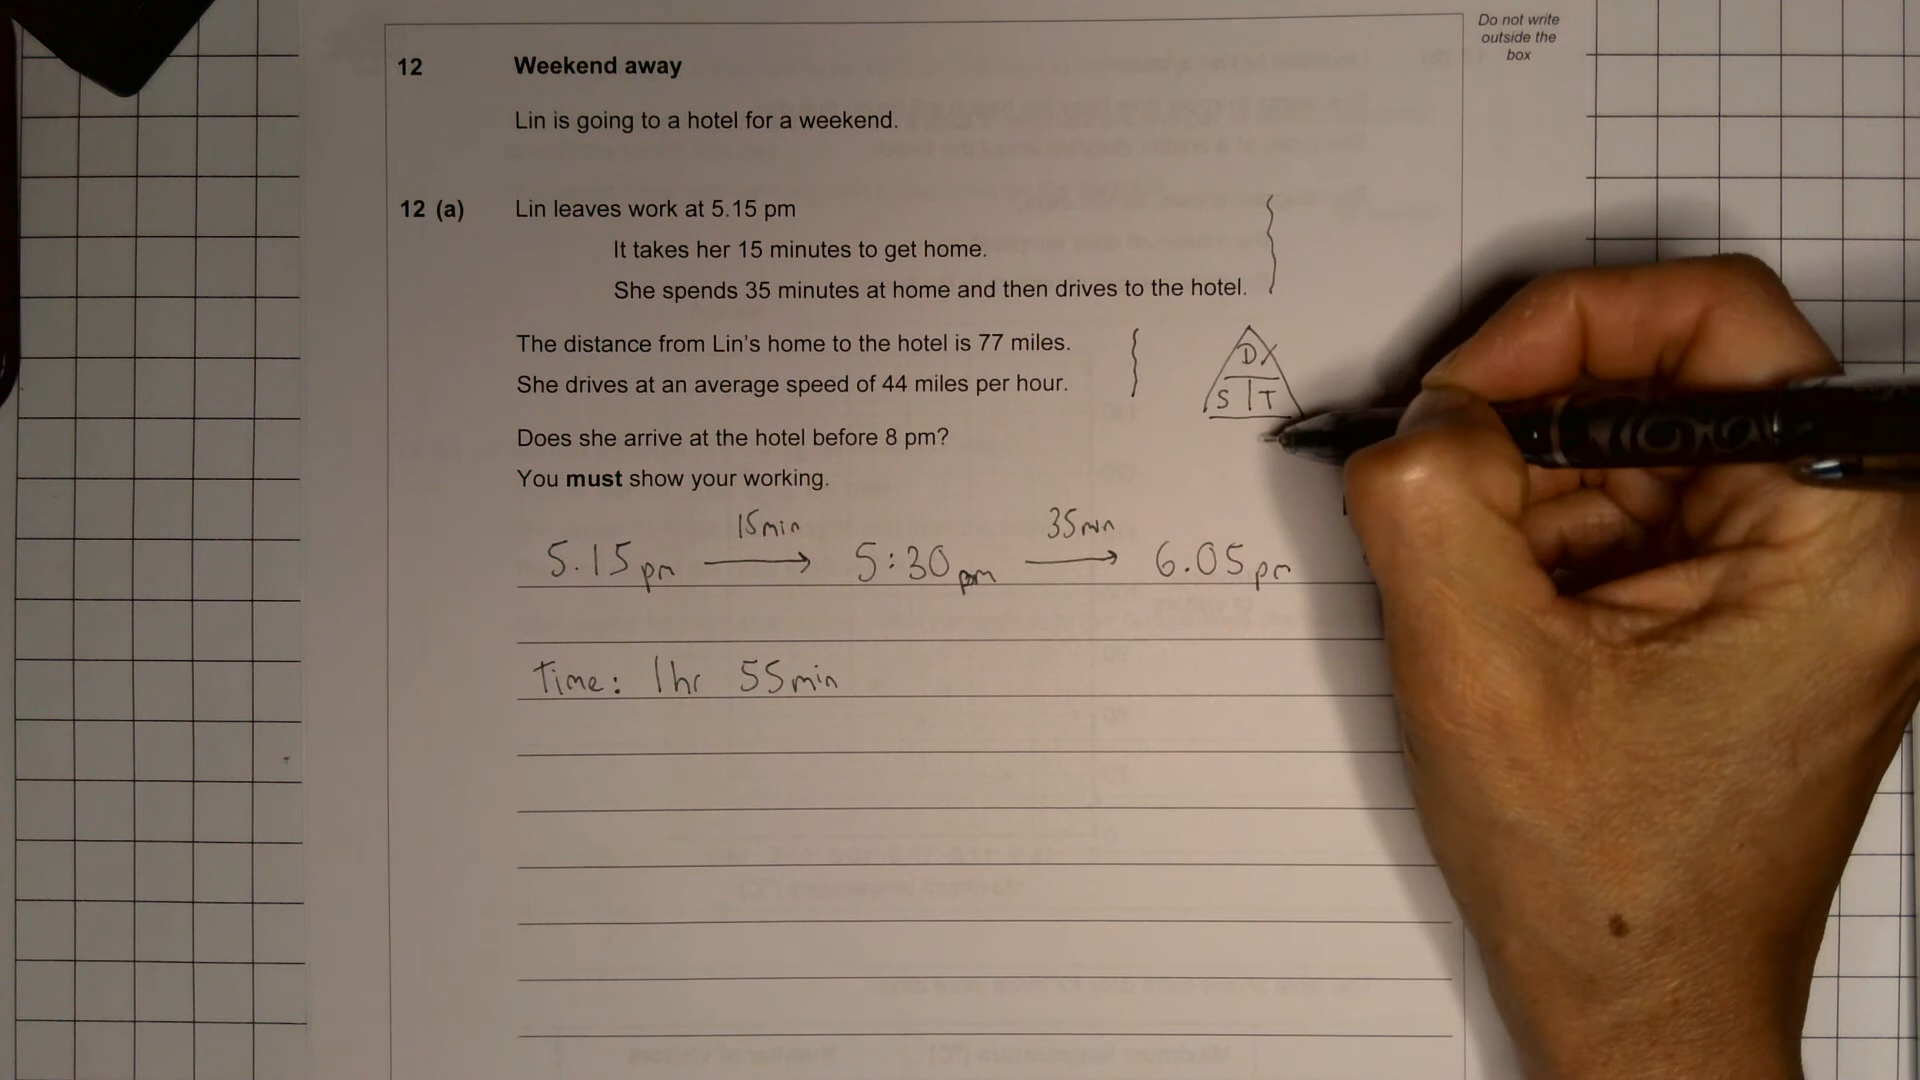 Do not write
outside the
box
12 Weekend away
Lin is going to a hotel for a weekend.
12 (a) Lin leaves work at 5.15 pm
It takes her 15 minutes to get home.
She spends 35 minutes at home and then drives to the hotel.
The distance from Lin's home to the hotel is 77 miles.
She drives at an average speed of 44 miles per hour.
D
S T
Does she arrive at the hotel before 8 pm?
You must show your working.
15min 35min
5.15pm → 5:30pm → 6.05pm
Time: 1hr 55min